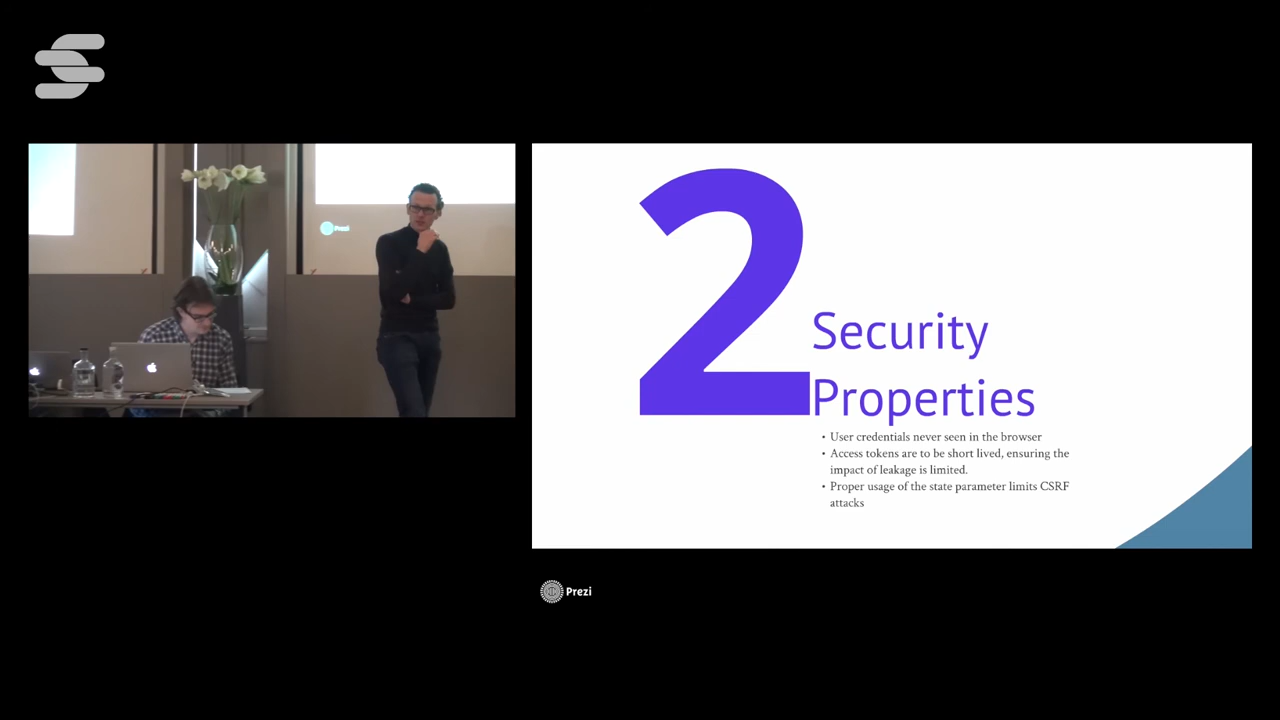 Prezi
2
Security
Properties
• User credentials never seen in the browser
• Access tokens are to be short lived, ensuring the
impact of leakage is limited.
• Proper usage of the state parameter limits CSRF
attacks
Prezi